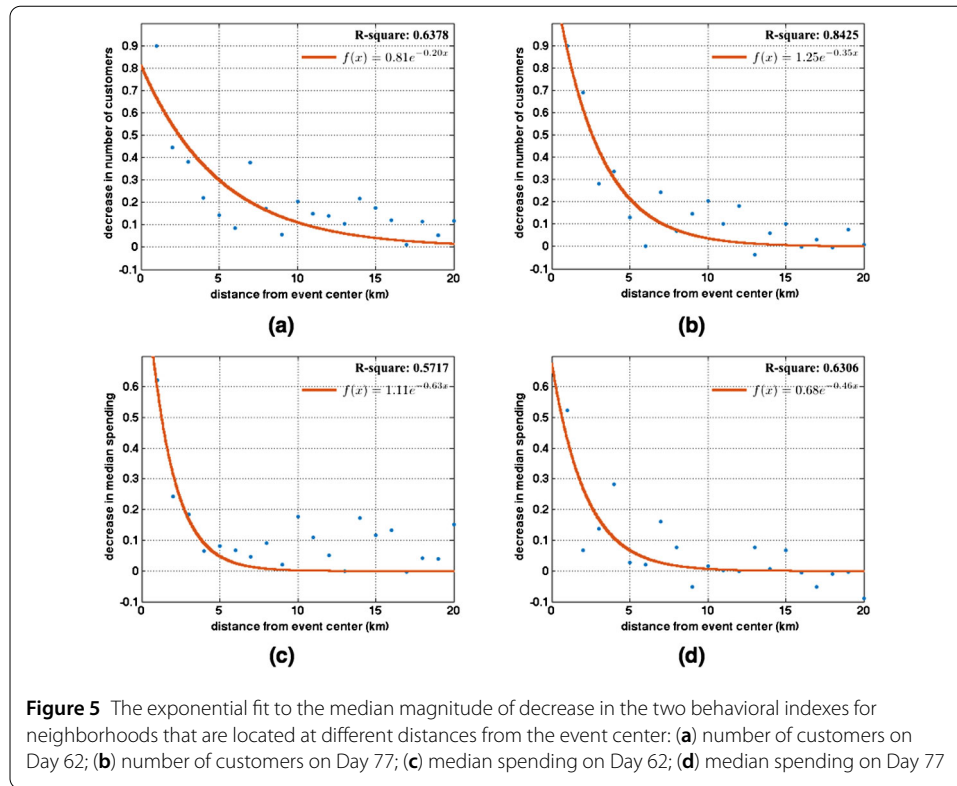 R-square: 0.6378
f(x) = 0.81e^{-0.20x}
0.9
0.8
0.7
0.6
0.5
0.4
0.3
0.2
0.1
0
-0.1
decrease in number of customers
0 5 10 15 20
distance from event center (km)
(a)
R-square: 0.8425
f(x) = 1.25e^{-0.35x}
0.9
0.8
0.7
0.6
0.5
0.4
0.3
0.2
0.1
0
-0.1
decrease in number of customers
0 5 10 15 20
distance from event center (km)
(b)
R-square: 0.5717
f(x) = 1.11e^{-0.63x}
0.6
0.5
0.4
0.3
0.2
0.1
0
-0.1
decrease in median spending
0 5 10 15 20
distance from event center (km)
(c)
R-square: 0.6306
f(x) = 0.68e^{-0.46x}
0.6
0.5
0.4
0.3
0.2
0.1
0
-0.1
decrease in median spending
0 5 10 15 20
distance from event center (km)
(d)
Figure 5 The exponential fit to the median magnitude of decrease in the two behavioral indexes for
neighborhoods that are located at different distances from the event center: (a) number of customers on
Day 62; (b) number of customers on Day 77; (c) median spending on Day 62; (d) median spending on Day 77